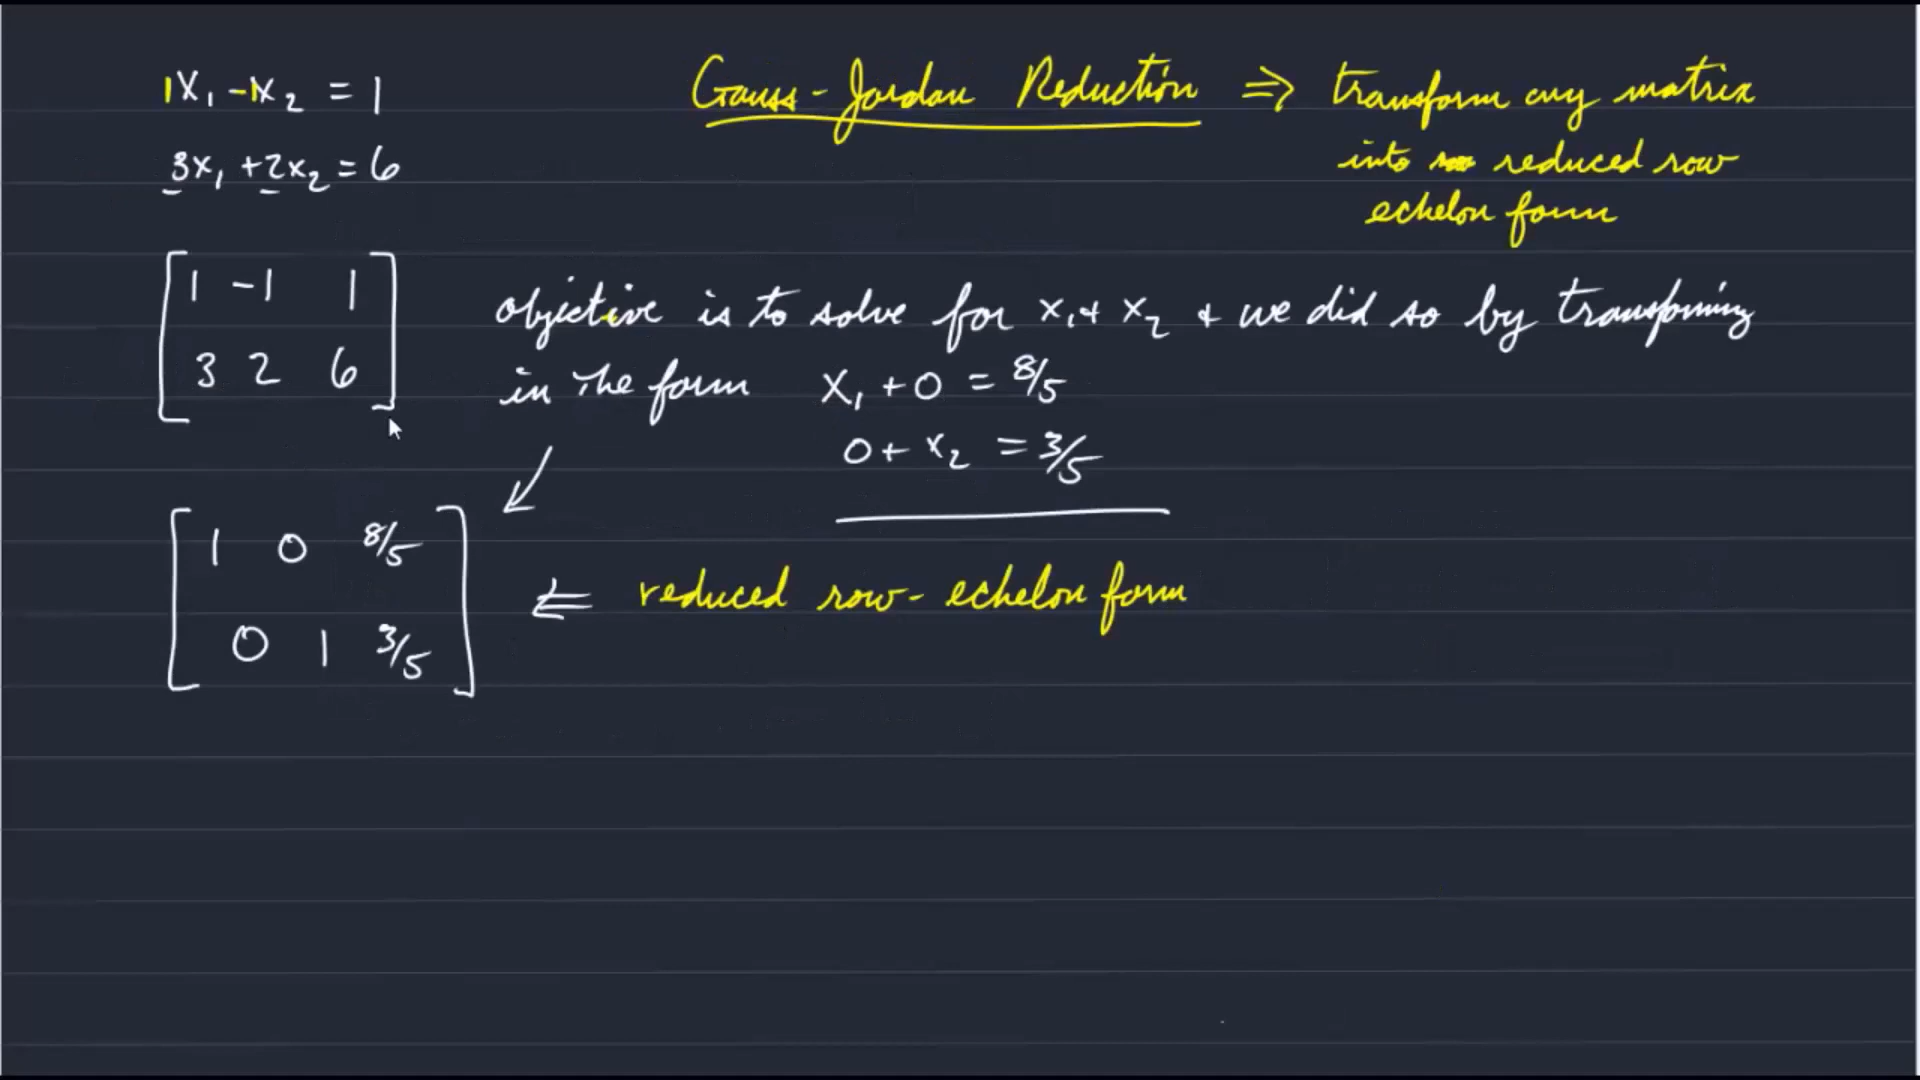 1x₁ -1x₂ = 1
3x₁ + 2x₂ = 6
Gauss-Jordan Reduction ⇒ transform any matrix
into reduced row
echelon form
1 -1 1
3 2 6
objective is to solve for x₁ & x₂ & we did so by transforming
in the form x₁ + 0 = 8/5
0 + x₂ = 3/5
1 0 8/5
0 1 3/5
⇐ reduced row-echelon form